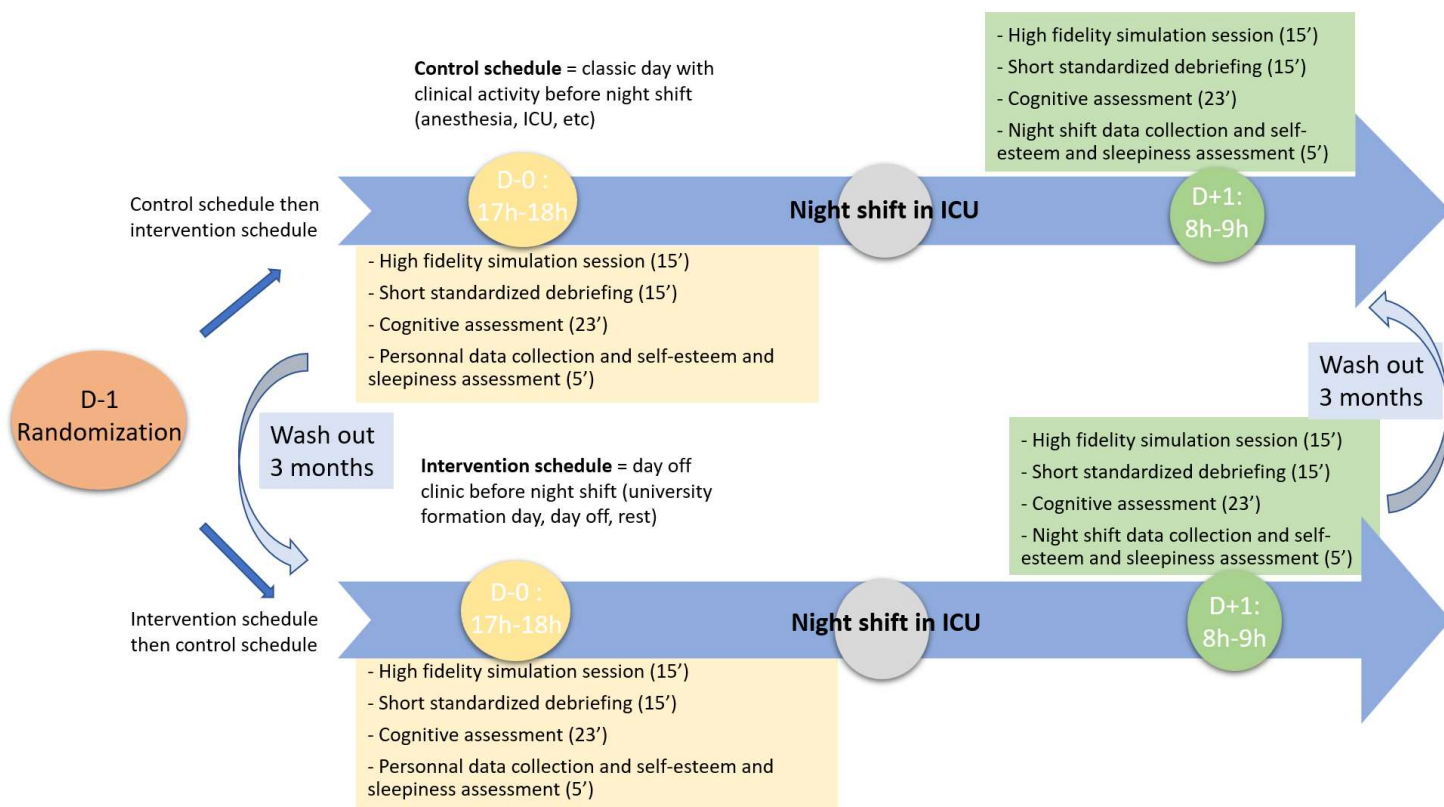 Control schedule = classic day with
clinical activity before night shift
(anesthesia, ICU, etc)
- High fidelity simulation session (15’)
- Short standardized debriefing (15’)
- Cognitive assessment (23’)
- Night shift data collection and self-
esteem and sleepiness assessment (5’)
Control schedule then
intervention schedule
D-0 :
17h-18h
Night shift in ICU
D+1:
8h-9h
- High fidelity simulation session (15’)
- Short standardized debriefing (15’)
- Cognitive assessment (23’)
- Personnal data collection and self-esteem and
sleepiness assessment (5’)
D-1
Randomization
Wash out
3 months
Wash out
3 months
Intervention schedule = day off
clinic before night shift (university
formation day, day off, rest)
- High fidelity simulation session (15’)
- Short standardized debriefing (15’)
- Cognitive assessment (23’)
- Night shift data collection and self-
esteem and sleepiness assessment (5’)
Intervention schedule
then control schedule
D-0 :
17h-18h
Night shift in ICU
D+1:
8h-9h
- High fidelity simulation session (15’)
- Short standardized debriefing (15’)
- Cognitive assessment (23’)
- Personnal data collection and self-esteem and
sleepiness assessment (5’)